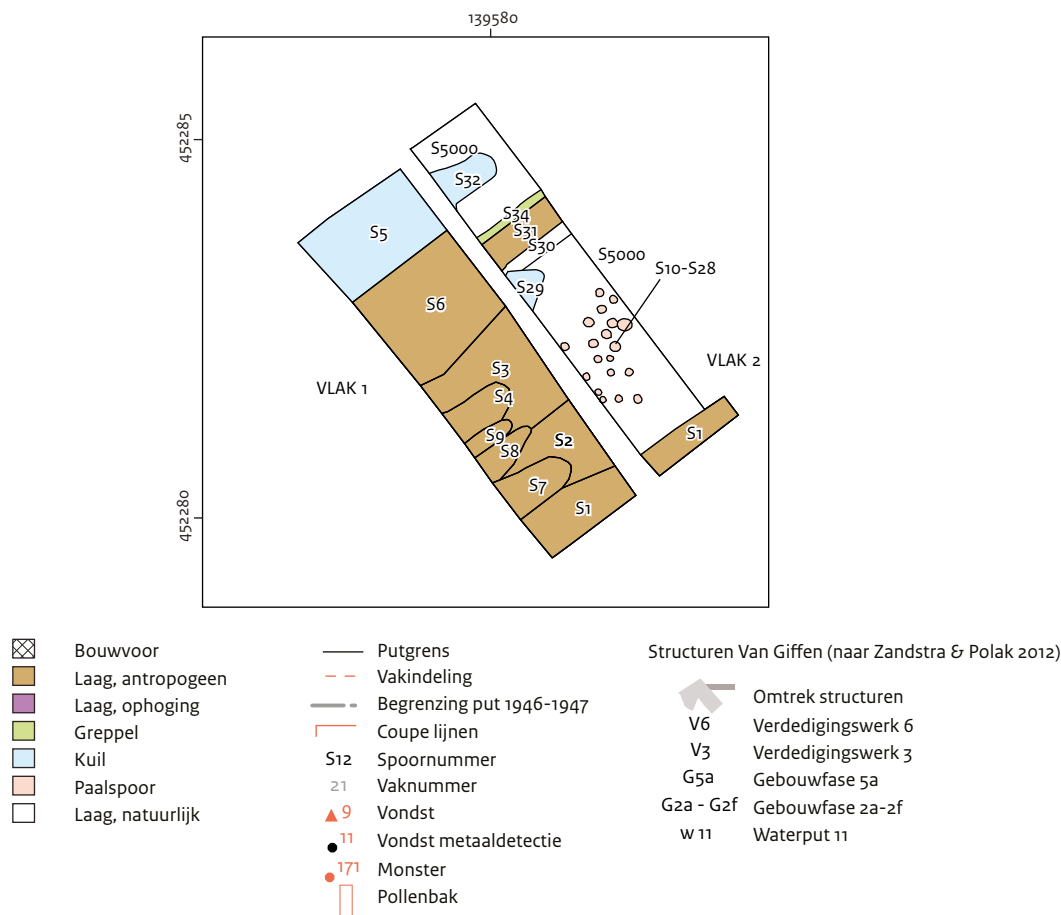 139580
452285
S5000
S32
S5
S34
S31
S30
S5000
S10-S28
S29
S6
VLAK 2
S3
VLAK 1
S4
S1
S9
S2
S8
S7
S1
452280
Bouwvoor
Laag, antropogeen
Laag, ophoging
Greppel
Kuil
Paalspoor
Laag, natuurlijk
Putgrens
Vakindeling
Begrenzing put 1946-1947
Coupe lijnen
S12 Spoornummer
21 Vaknummer
9 Vondst
11 Vondst metaaldetectie
171 Monster
Pollenbak
Structuren Van Giffen (naar Zandstra & Polak 2012)
Omtrek structuren
V6 Verdedigingswerk 6
V3 Verdedigingswerk 3
G5a Gebouwfase 5a
G2a - G2f Gebouwfase 2a-2f
w 11 Waterput 11